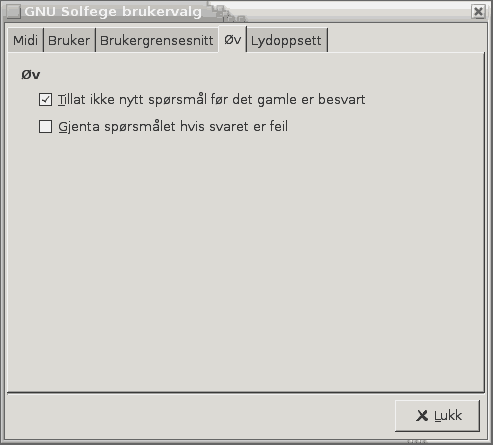 GNU Solfege brukervalg
Midi Bruker Brukergrensesnitt Øv Lydoppsett
Øv
Tillat ikke nytt spørsmål før det gamle er besvart
Gjenta spørsmålet hvis svaret er feil
Lukk